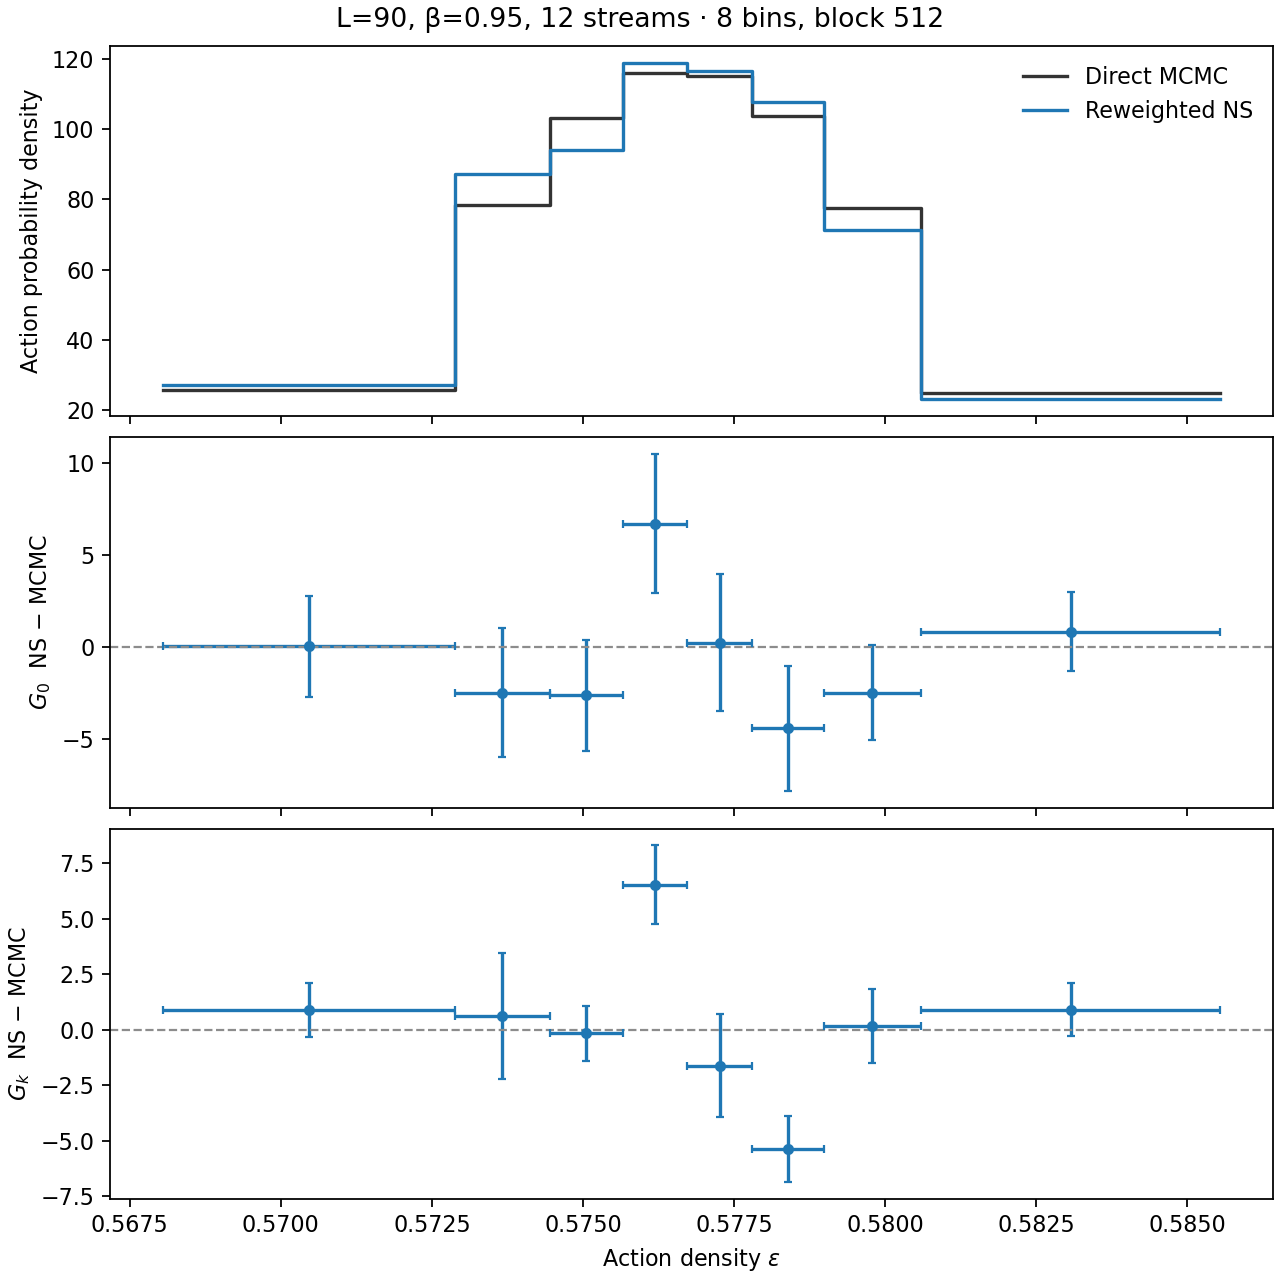 L=90, β=0.95, 12 streams · 8 bins, block 512
Action probability density
120
100
80
60
40
20
Direct MCMC
Reweighted NS
G₀ NS − MCMC
10
5
0
−5
G_k NS − MCMC
7.5
5.0
2.5
0.0
−2.5
−5.0
−7.5
0.5675 0.5700 0.5725 0.5750 0.5775 0.5800 0.5825 0.5850
Action density ε